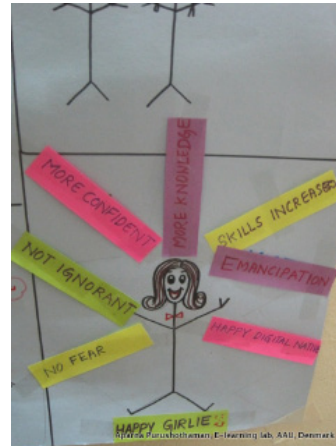 MORE KNOWLEDGE
MORE CONFIDENT
SKILLS INCREASED
NOT IGNORANT
EMANCIPATION
NO FEAR
HAPPY DIGITAL NATIVE
HAPPY GIRLIE
Aparna Purushothaman, E-learning lab, AAU, Denmark